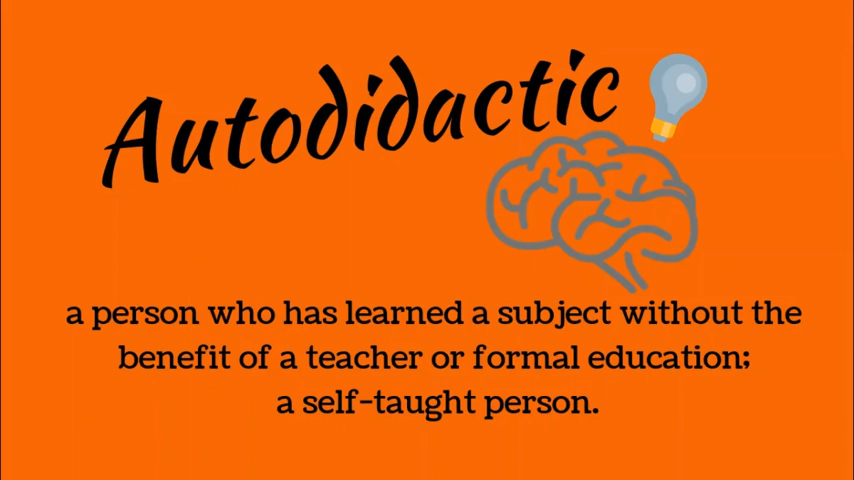 Autodidactic
a person who has learned a subject without the
benefit of a teacher or formal education;
a self-taught person.